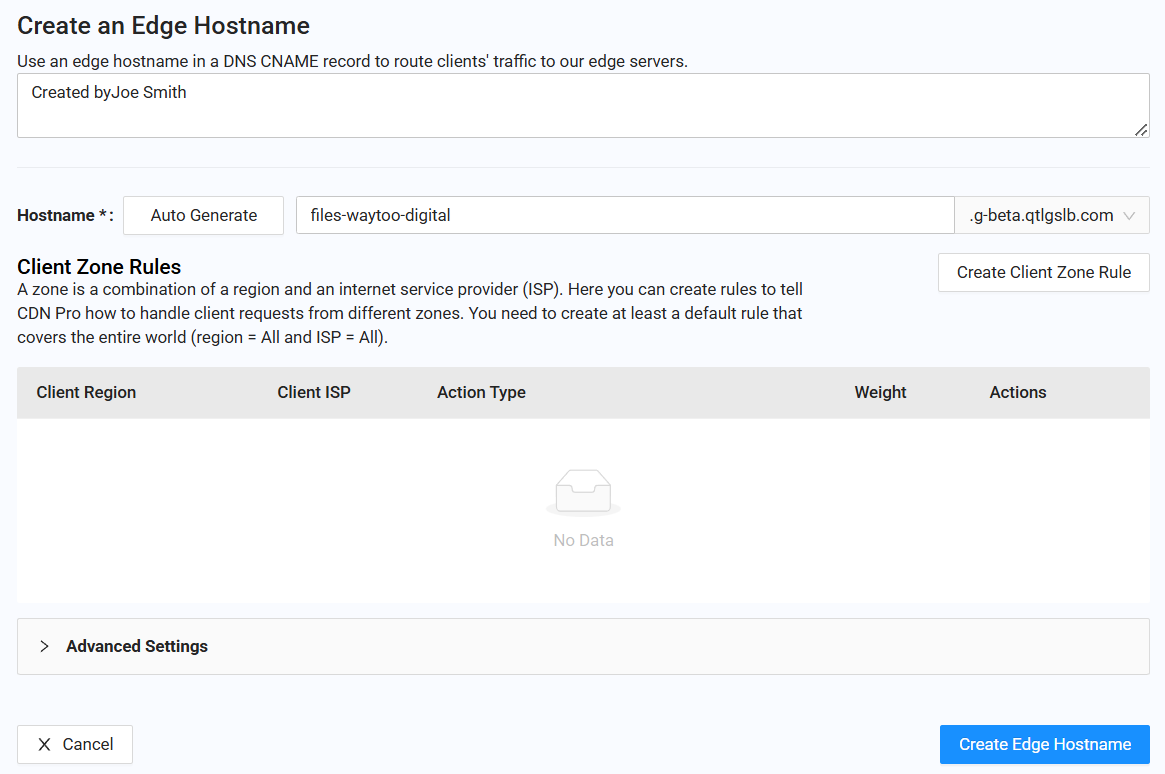 Create an Edge Hostname
Use an edge hostname in a DNS CNAME record to route clients' traffic to our edge servers.
Created byJoe Smith
Hostname * : Auto Generate files-waytoo-digital .g-beta.qtlgslb.com
Client Zone Rules
Create Client Zone Rule
A zone is a combination of a region and an internet service provider (ISP). Here you can create rules to tell
CDN Pro how to handle client requests from different zones. You need to create at least a default rule that
covers the entire world (region = All and ISP = All).
Client Region Client ISP Action Type Weight Actions
No Data
Advanced Settings
Cancel Create Edge Hostname